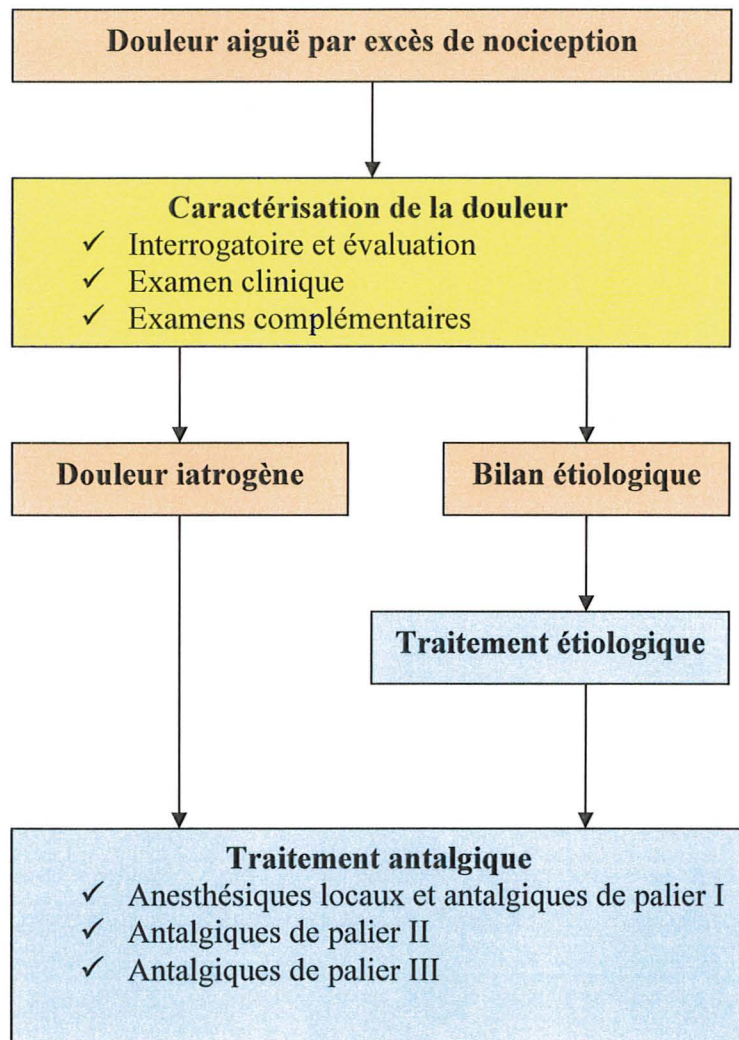 Douleur aiguë par excès de nociception
Caractérisation de la douleur
✓ Interrogatoire et évaluation
✓ Examen clinique
✓ Examens complémentaires
Douleur iatrogène
Bilan étiologique
Traitement étiologique
Traitement antalgique
✓ Anesthésiques locaux et antalgiques de palier I
✓ Antalgiques de palier II
✓ Antalgiques de palier III